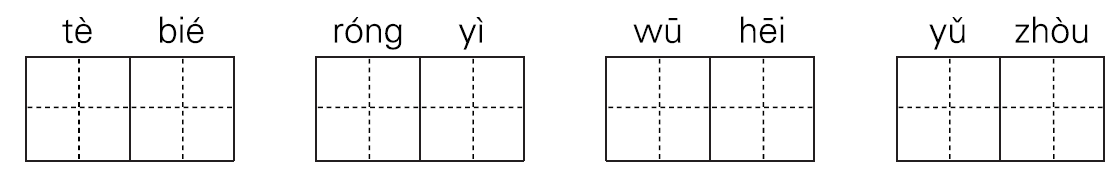 tè bié róng yì wū hēi yǔ zhòu